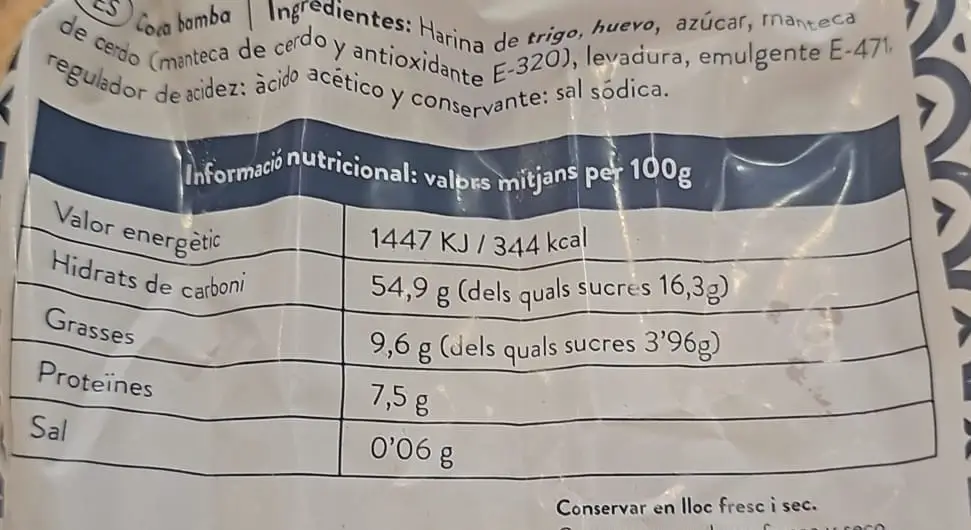 ES Coca bamba | Ingredientes: Harina de trigo, huevo, azúcar, manteca
de cerdo (manteca de cerdo y antioxidante E-320), levadura, emulgente E-471,
regulador de acidez: àcido acético y conservante: sal sódica.
Informació nutricional: valors mitjans per 100g
Valor energètic 1447 KJ / 344 kcal
Hidrats de carboni 54,9 g (dels quals sucres 16,3g)
Grasses 9,6 g (dels quals sucres 3'96g)
Proteïnes 7,5 g
Sal 0'06 g
Conservar en lloc fresc i sec.